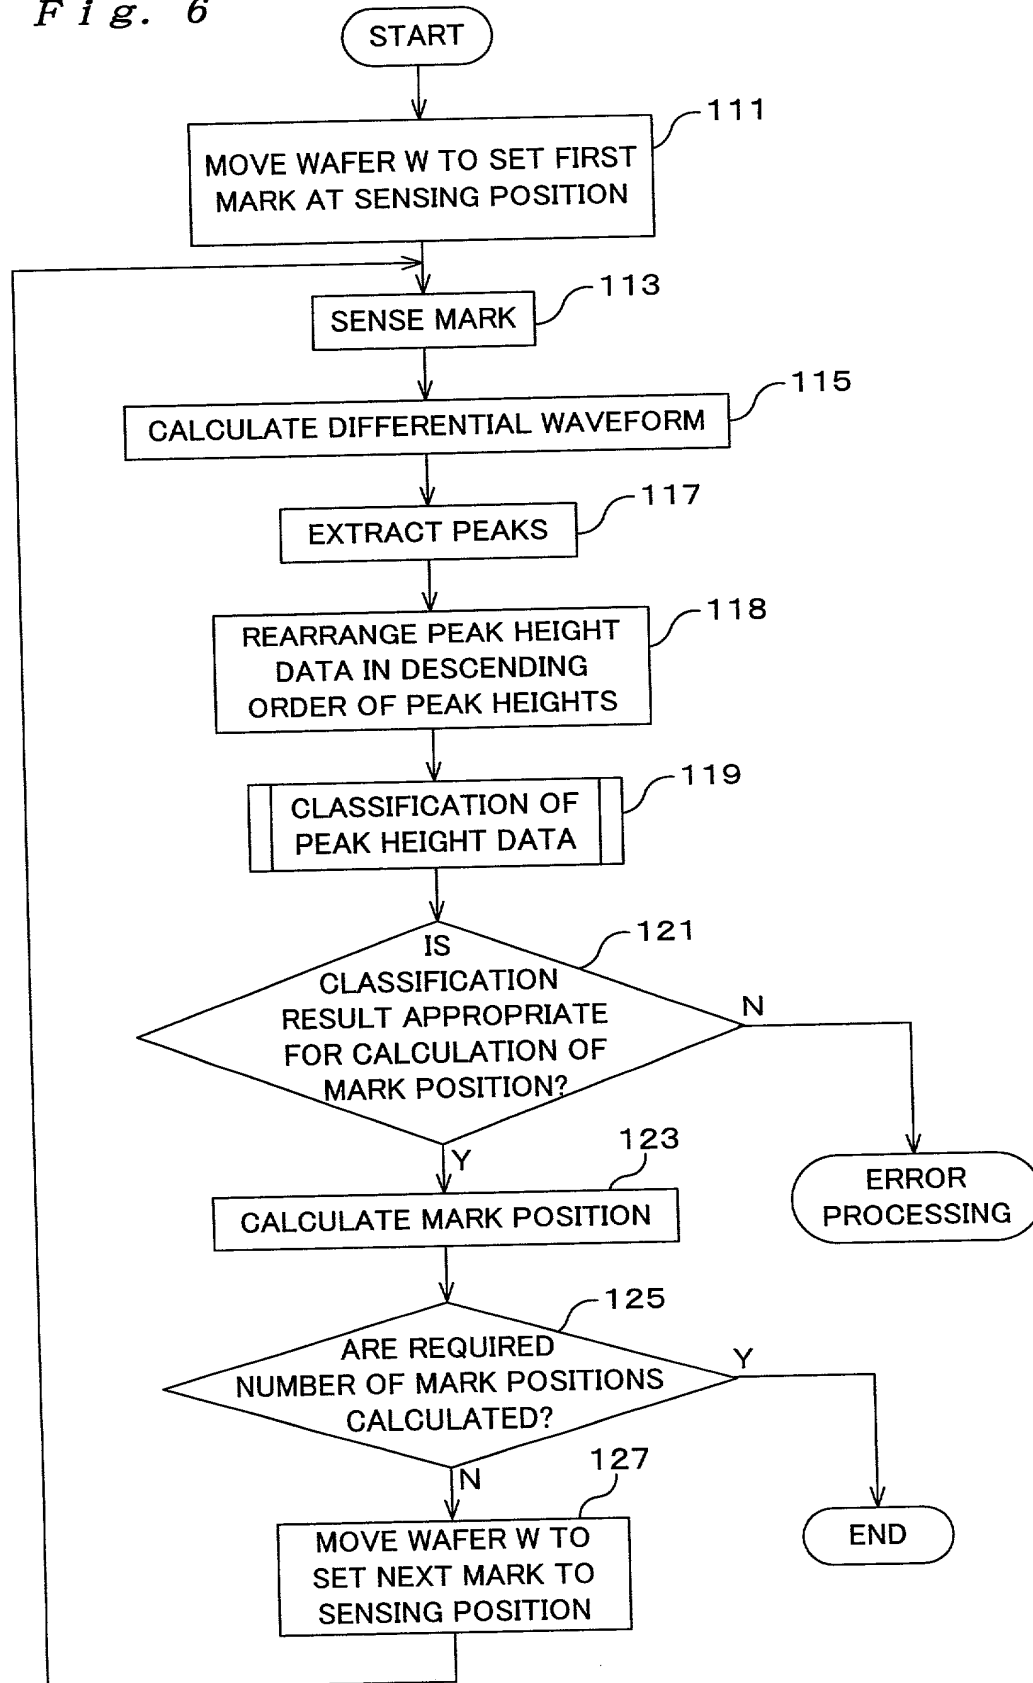 Fig. 6
START
111
MOVE WAFER W TO SET FIRST
MARK AT SENSING POSITION
113
SENSE MARK
115
CALCULATE DIFFERENTIAL WAVEFORM
117
EXTRACT PEAKS
118
REARRANGE PEAK HEIGHT
DATA IN DESCENDING
ORDER OF PEAK HEIGHTS
119
CLASSIFICATION OF
PEAK HEIGHT DATA
121
IS
CLASSIFICATION
RESULT APPROPRIATE
FOR CALCULATION OF
MARK POSITION?
N
Y
ERROR
PROCESSING
123
CALCULATE MARK POSITION
125
ARE REQUIRED
NUMBER OF MARK POSITIONS
CALCULATED?
Y
N
END
127
MOVE WAFER W TO
SET NEXT MARK TO
SENSING POSITION